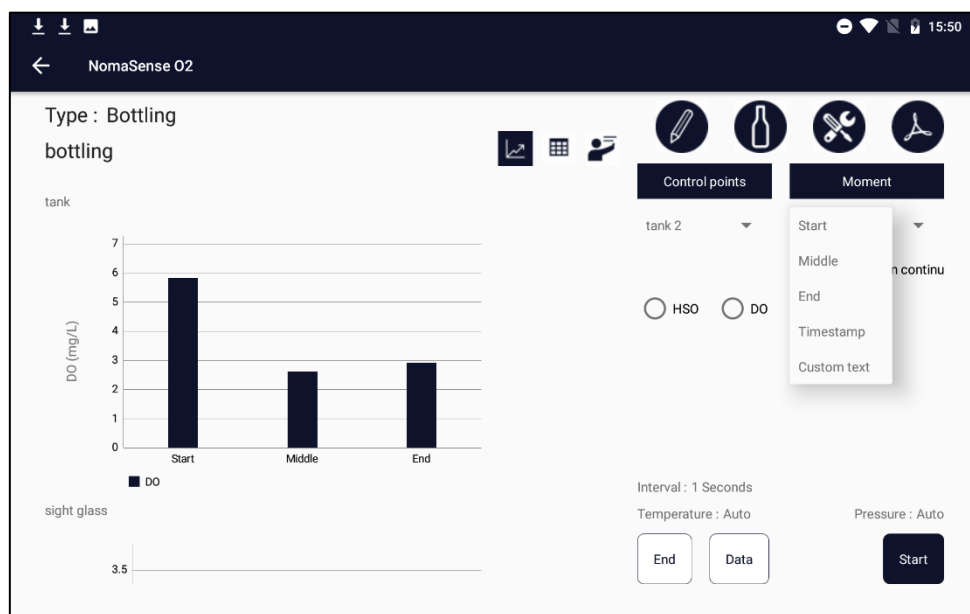 15:50
NomaSense O2
Type : Bottling
bottling
tank
7
6
5
4
3
2
1
0
DO (mg/L)
Start Middle End
DO
sight glass
3.5
Control points Moment
tank 2
Start
Middle
End
Timestamp
Custom text
n continu
HSO DO
Interval : 1 Seconds
Temperature : Auto Pressure : Auto
End Data Start